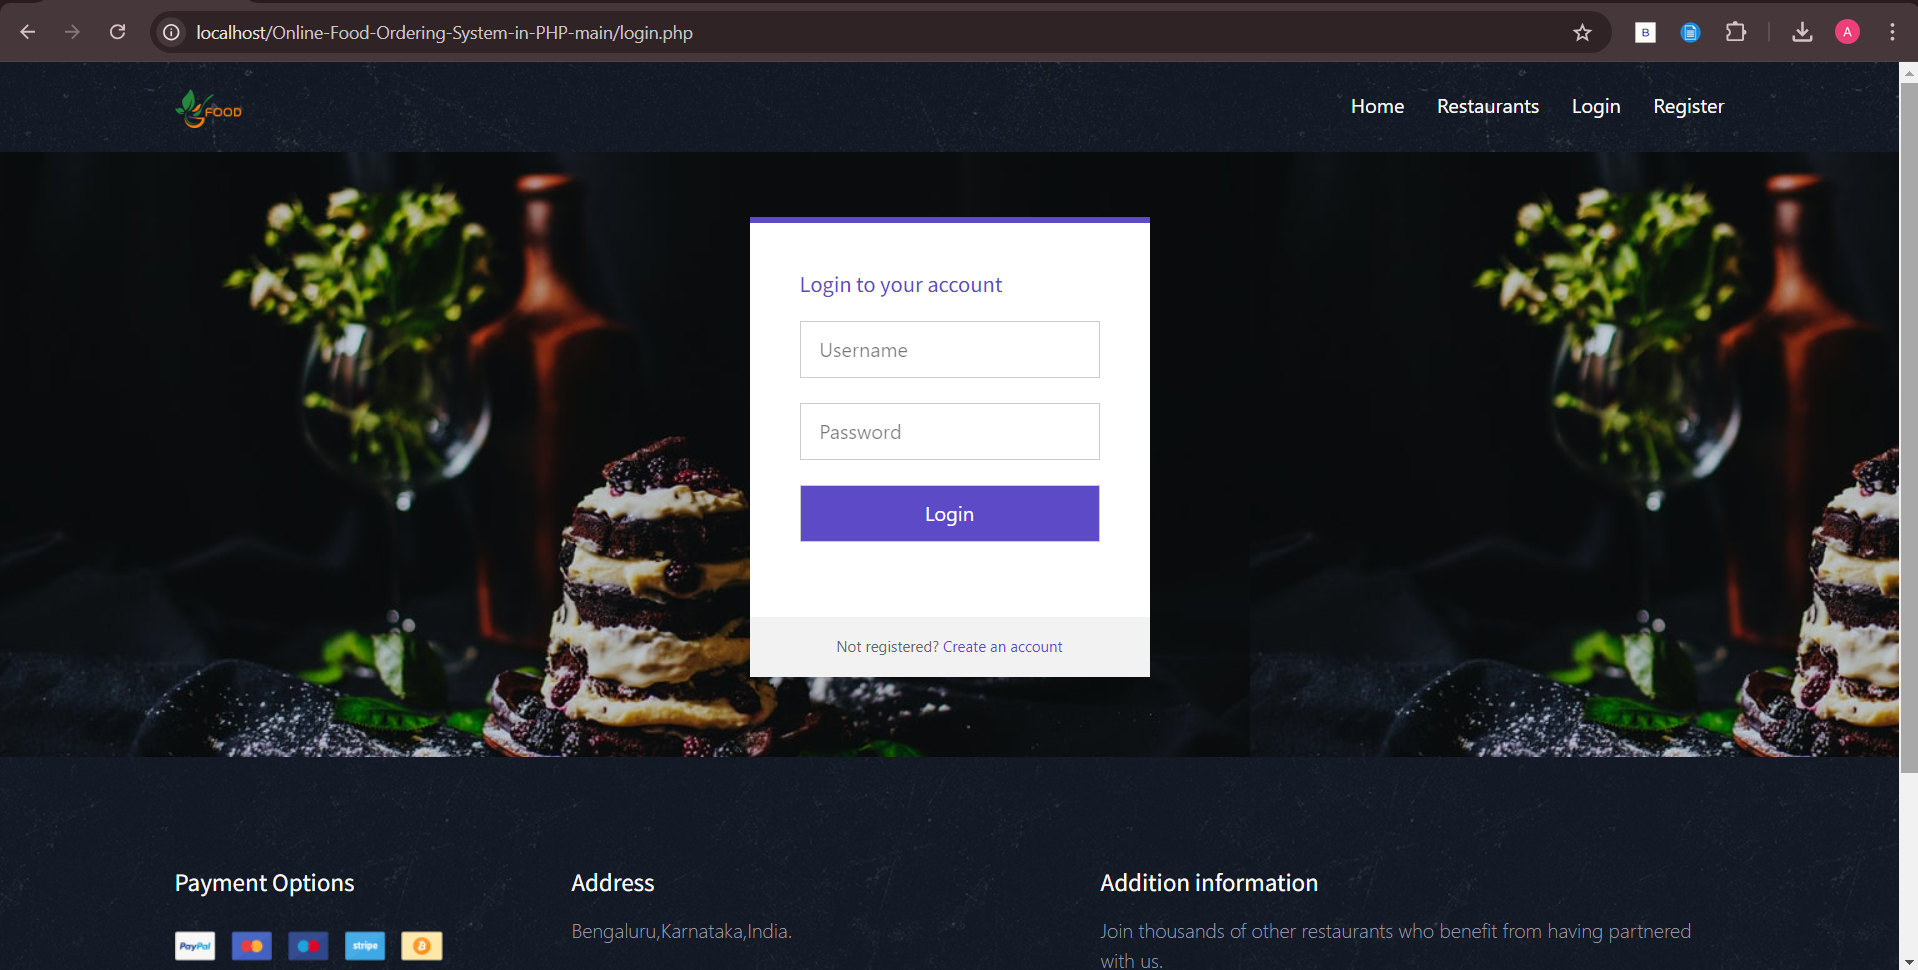 localhost/Online-Food-Ordering-System-in-PHP-main/login.php
B
A
FOOD
Home Restaurants Login Register
Login to your account
Username
Password
Login
Not registered? Create an account
Payment Options
PayPal
stripe
Address
Bengaluru,Karnataka,India.
Addition information
Join thousands of other restaurants who benefit from having partnered
with us.